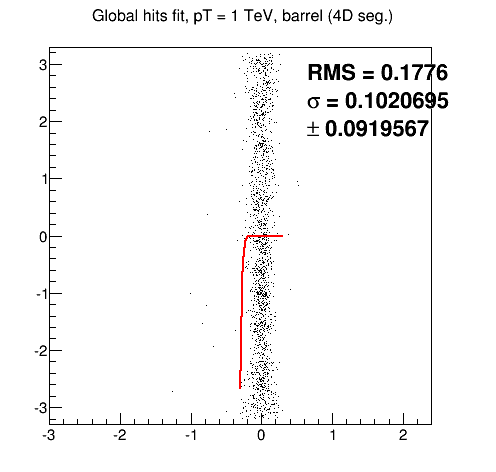 Global hits fit, pT = 1 TeV, barrel (4D seg.)
RMS = 0.1776
σ = 0.1020695
± 0.0919567
3
2
1
0
-1
-2
-3
-3 -2 -1 0 1 2